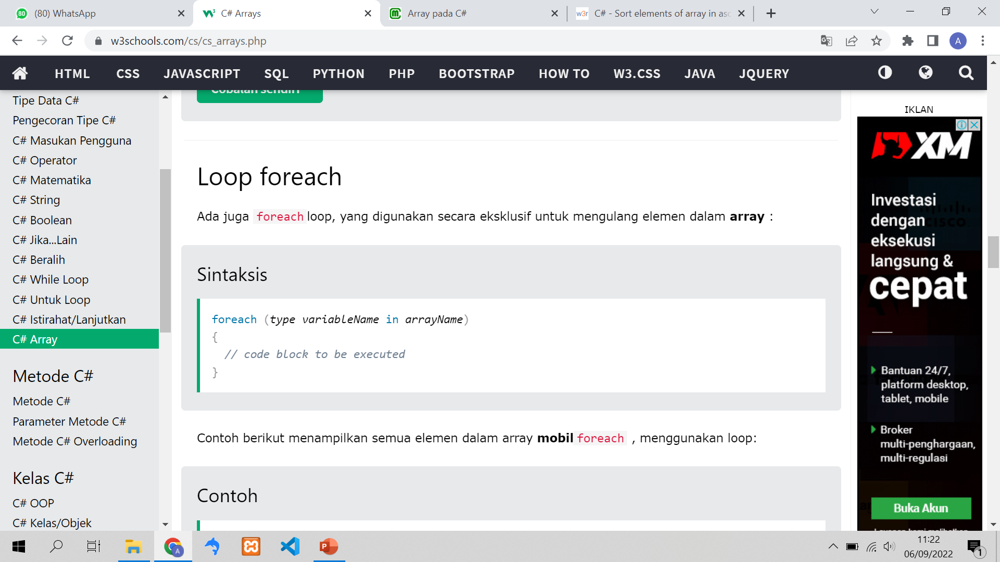 (80) WhatsApp
C# Arrays
Array pada C#
C# - Sort elements of array in asc
w3schools.com/cs/cs_arrays.php
HTML CSS JAVASCRIPT SQL PYTHON PHP BOOTSTRAP HOW TO W3.CSS JAVA JQUERY
Tipe Data C#
Pengecoran Tipe C#
C# Masukan Pengguna
C# Operator
C# Matematika
C# String
C# Boolean
C# Jika...Lain
C# Beralih
C# While Loop
C# Untuk Loop
C# Istirahat/Lanjutkan
C# Array
Metode C#
Metode C#
Parameter Metode C#
Metode C# Overloading
Kelas C#
C# OOP
C# Kelas/Objek
Cobalah sendiri
Loop foreach
Ada juga foreach loop, yang digunakan secara eksklusif untuk mengulang elemen dalam array :
Sintaksis
foreach (type variableName in arrayName)
{
// code block to be executed
}
Contoh berikut menampilkan semua elemen dalam array mobil foreach , menggunakan loop:
Contoh
IKLAN
XM
Investasi
dengan
eksekusi
langsung &
cepat
Bantuan 24/7,
platform desktop,
tablet, mobile
Broker
multi-penghargaan,
multi-regulasi
Buka Akun
11:22
06/09/2022
1